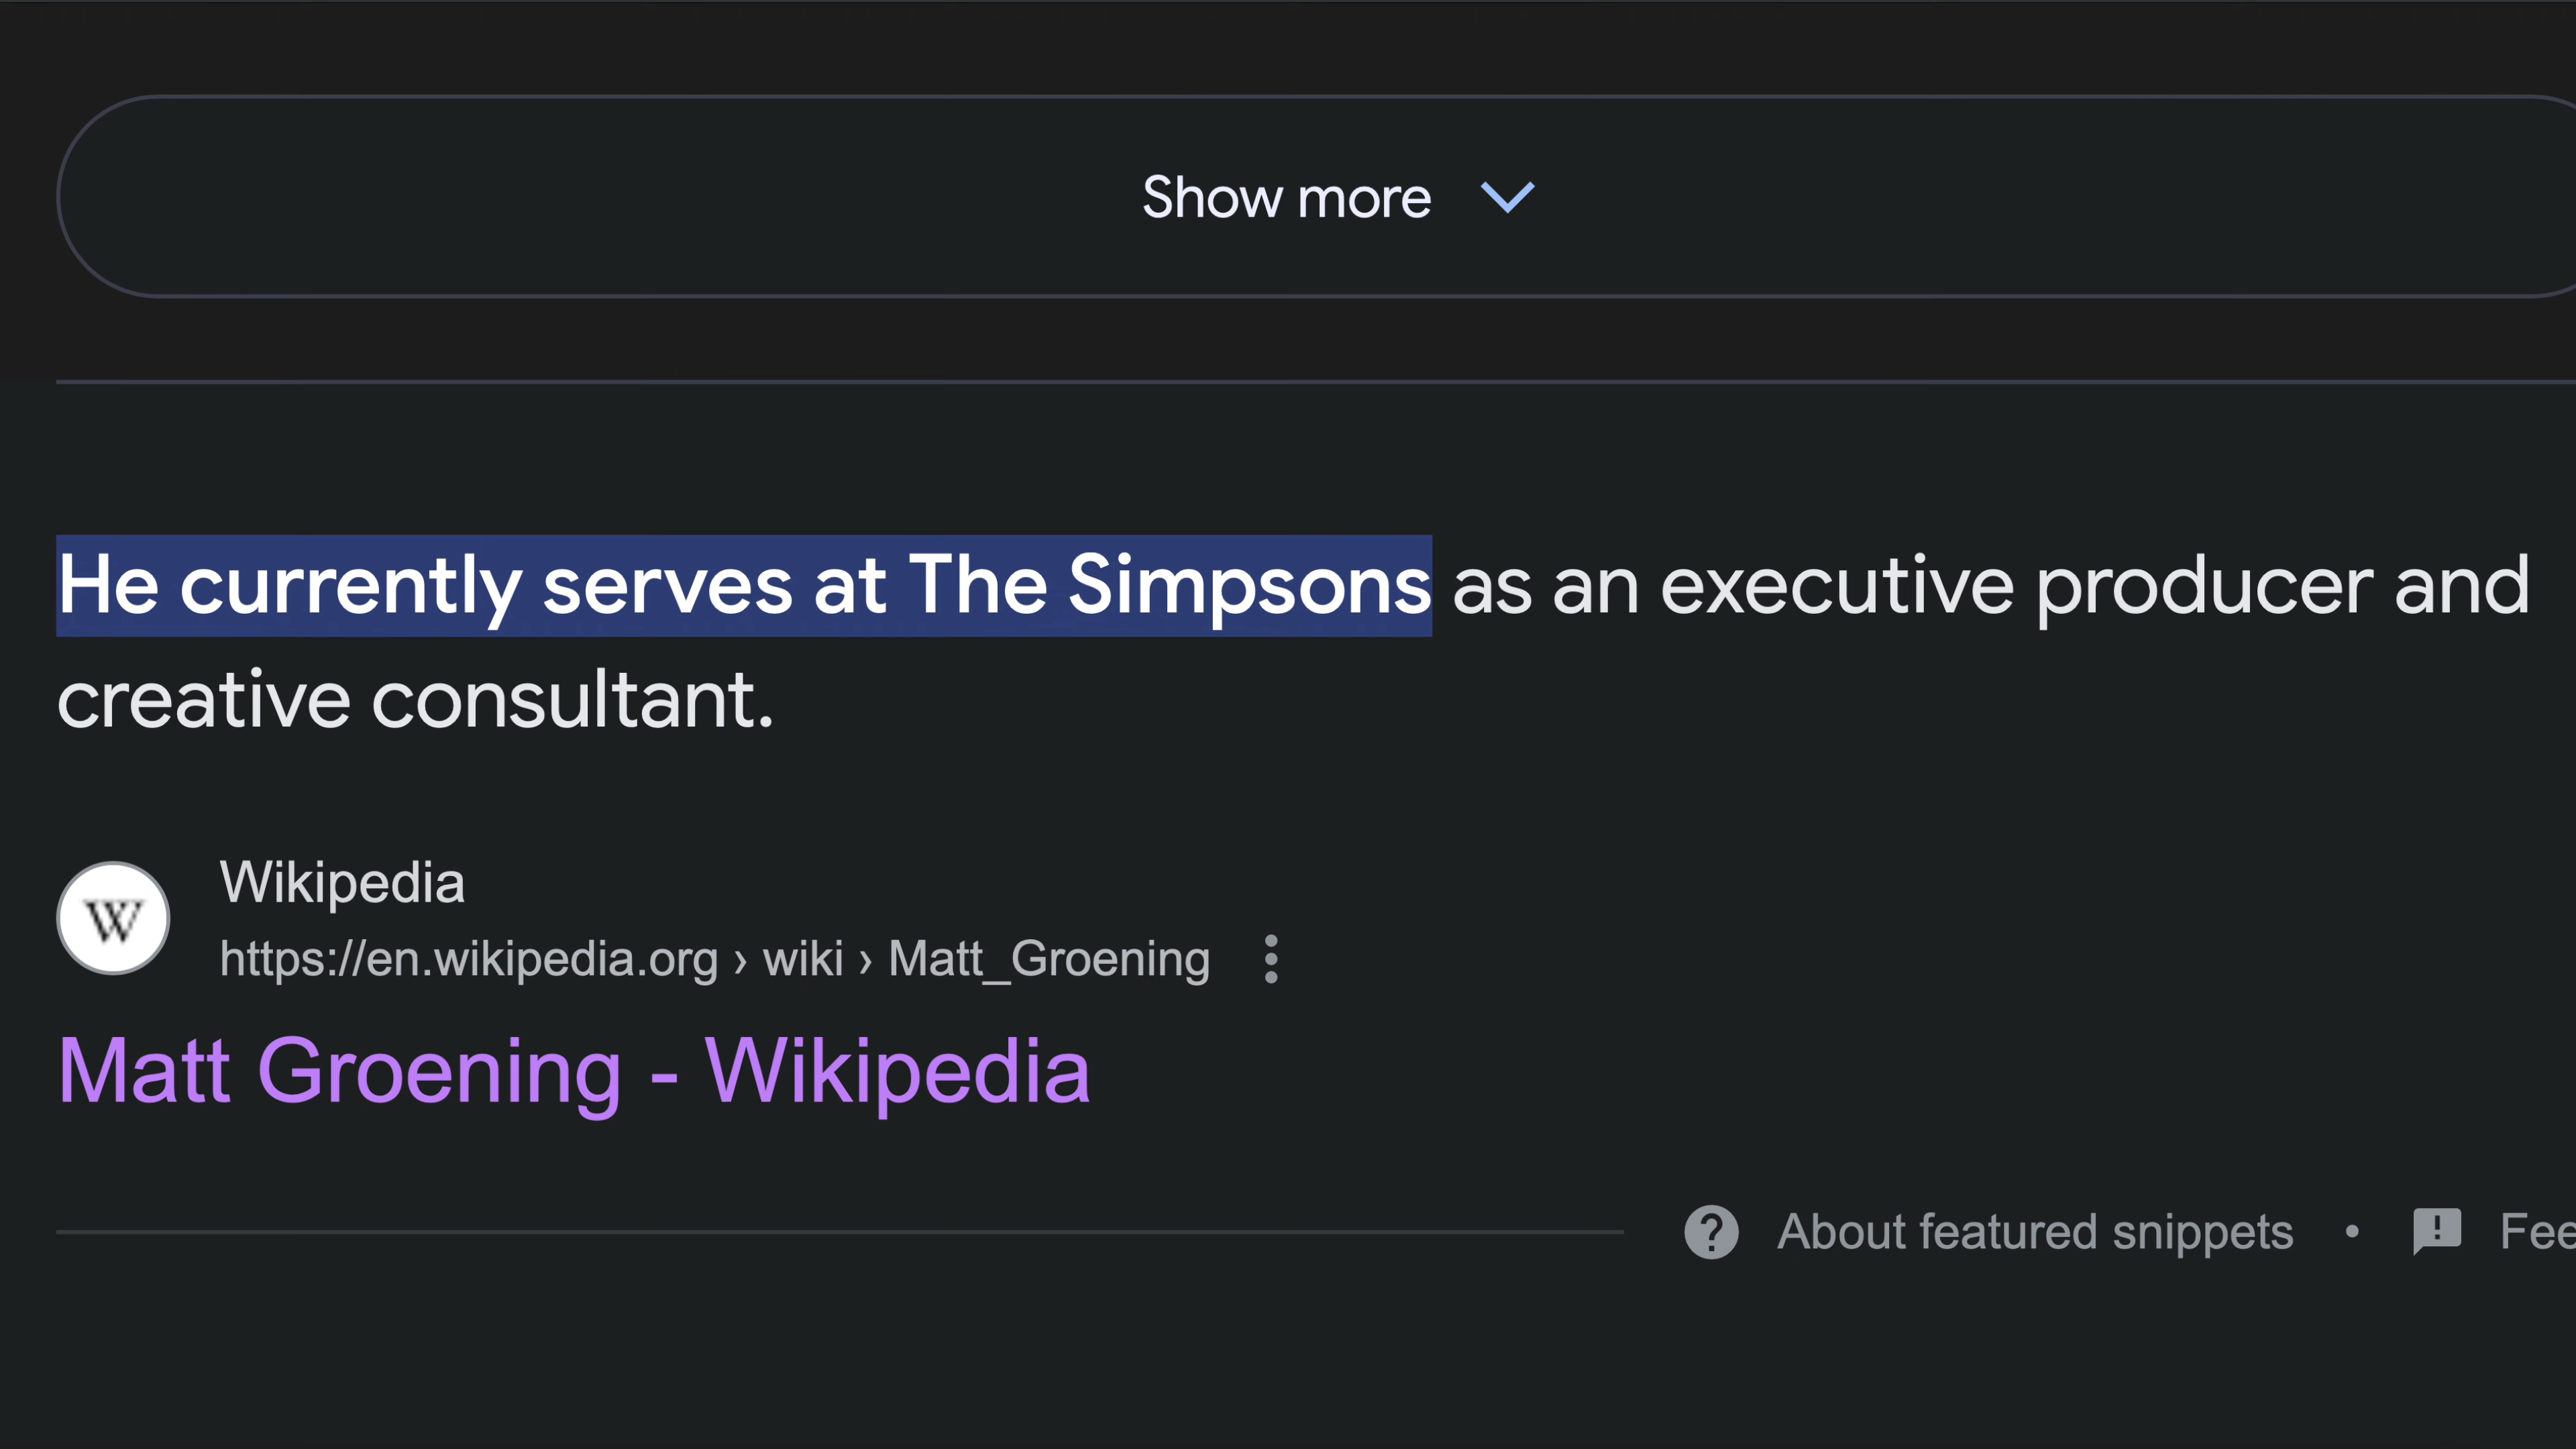 Show more
He currently serves at The Simpsons as an executive producer and
creative consultant.
W
Wikipedia
https://en.wikipedia.org › wiki › Matt_Groening
Matt Groening - Wikipedia
About featured snippets • Fee